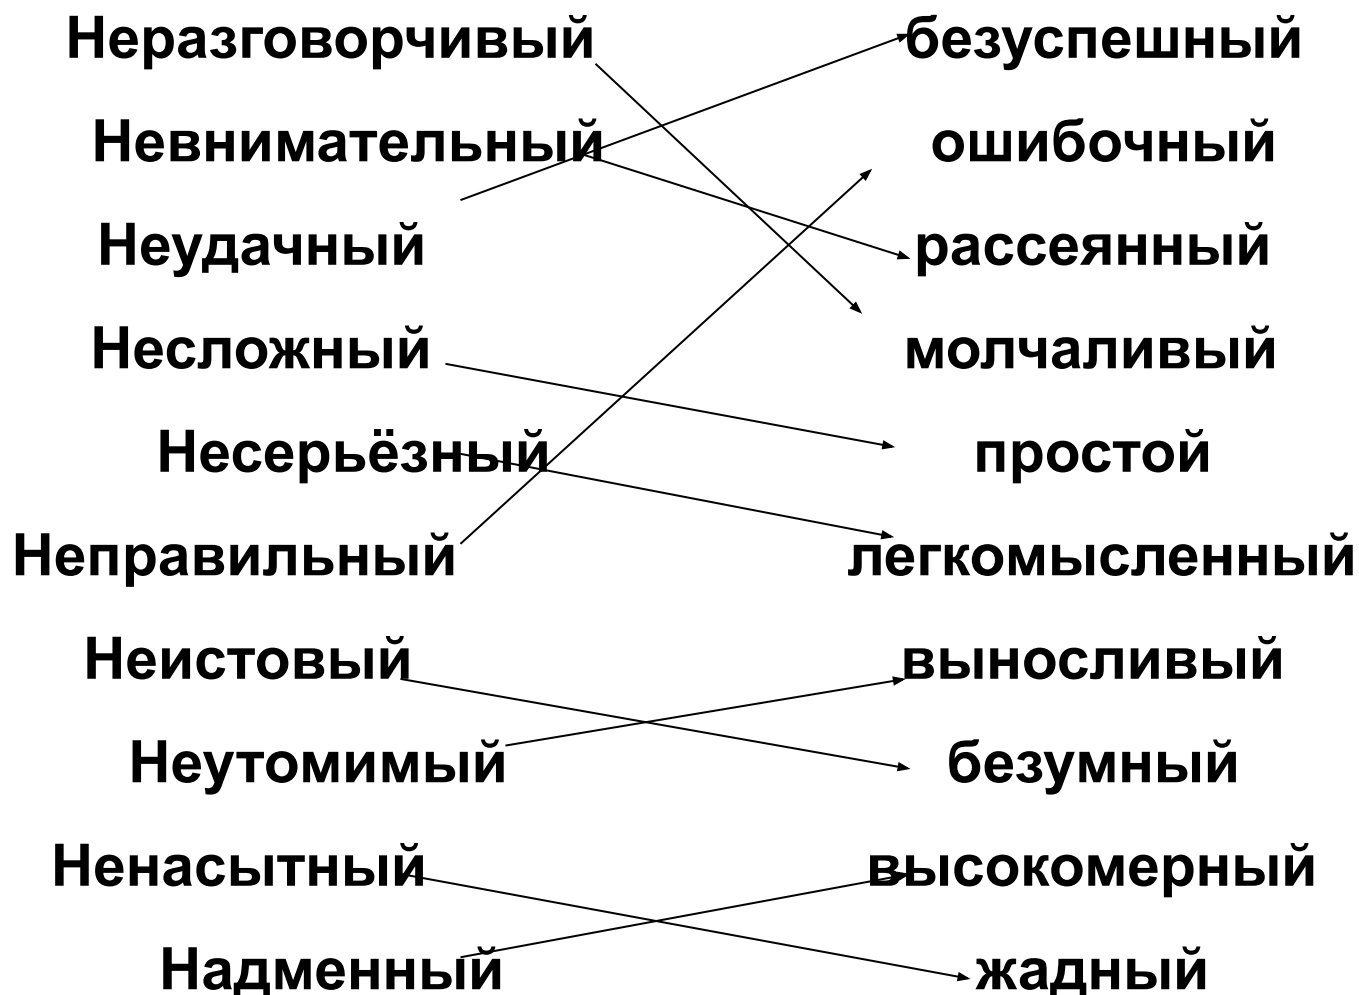 Неразговорчивый безуспешный
Невнимательный ошибочный
Неудачный рассеянный
Несложный молчаливый
Несерьёзный простой
Неправильный легкомысленный
Неистовый выносливый
Неутомимый безумный
Ненасытный высокомерный
Надменный жадный